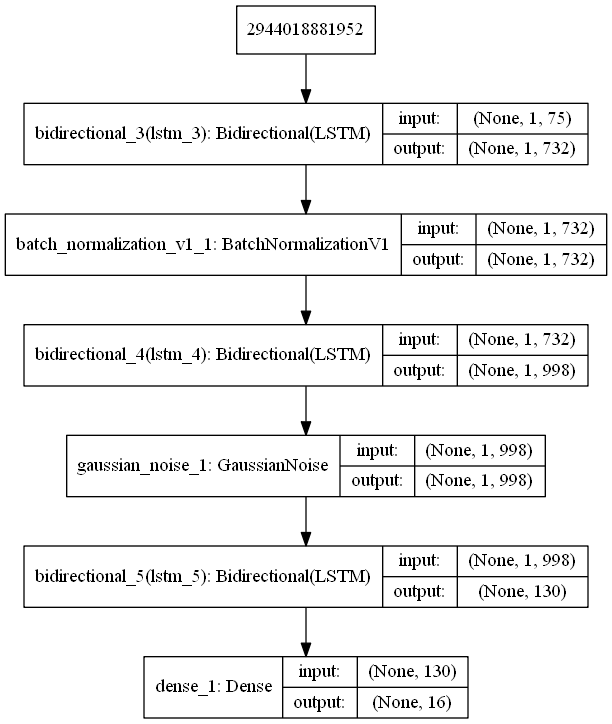 2944018881952
bidirectional_3(lstm_3): Bidirectional(LSTM)
input: (None, 1, 75)
output: (None, 1, 732)
batch_normalization_v1_1: BatchNormalizationV1
input: (None, 1, 732)
output: (None, 1, 732)
bidirectional_4(lstm_4): Bidirectional(LSTM)
input: (None, 1, 732)
output: (None, 1, 998)
gaussian_noise_1: GaussianNoise
input: (None, 1, 998)
output: (None, 1, 998)
bidirectional_5(lstm_5): Bidirectional(LSTM)
input: (None, 1, 998)
output: (None, 130)
dense_1: Dense
input: (None, 130)
output: (None, 16)